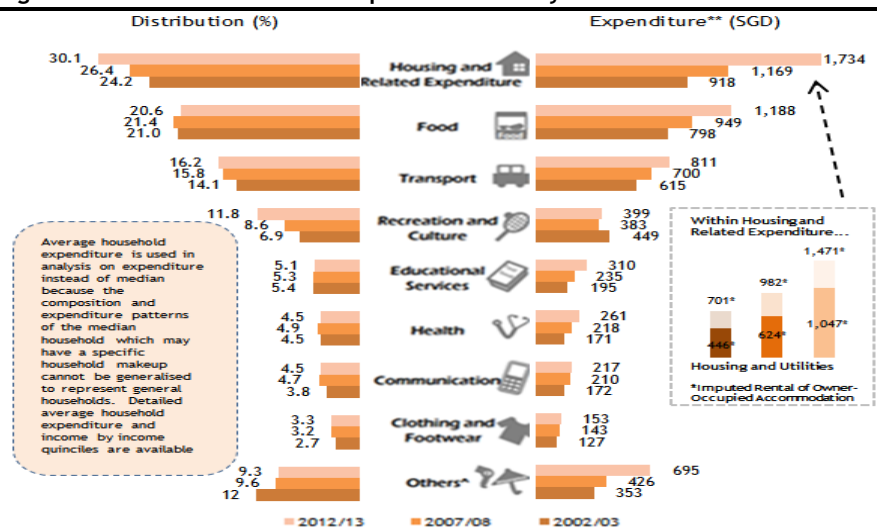 Distribution (%)
Expenditure** (SGD)
30.1
26.4
24.2
Housing and
Related Expenditure
1,734
1,169
918
20.6
21.4
21.0
Food
Food
1,188
949
798
16.2
15.8
14.1
Transport
811
700
615
11.8
8.6
6.9
Recreation and
Culture
399
383
449
5.1
5.3
5.4
Educational
Services
310
235
195
4.5
4.9
4.5
Health
261
218
171
4.5
4.7
3.8
Communication
217
210
172
3.3
3.2
2.7
Clothing and
Footwear
153
143
127
9.3
9.6
12
Others^
695
426
353
Average household
expenditure is used in
analysis on expenditure
instead of median
because the
composition and
expenditure patterns
of the median
household which may
have a specific
household makeup
cannot be generalised
to represent general
households. Detailed
average household
expenditure and
income by income
quinciles are available
Within Housing and
Related Expenditure...
1,471*
982*
701*
1,047*
624*
446*
Housing and Utilities
*Imputed Rental of Owner-
Occupied Accommodation
2012/13
2007/08
2002/03